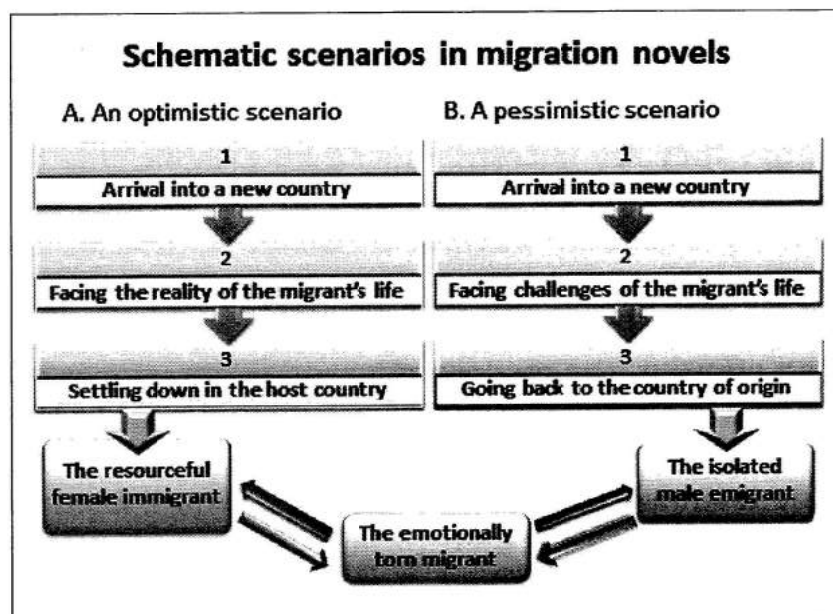 Schematic scenarios in migration novels
A. An optimistic scenario
1
Arrival into a new country
2
Facing the reality of the migrant's life
3
Settling down in the host country
The resourceful
female immigrant
B. A pessimistic scenario
1
Arrival into a new country
2
Facing challenges of the migrant's life
3
Going back to the country of origin
The isolated
male emigrant
The emotionally
torn migrant